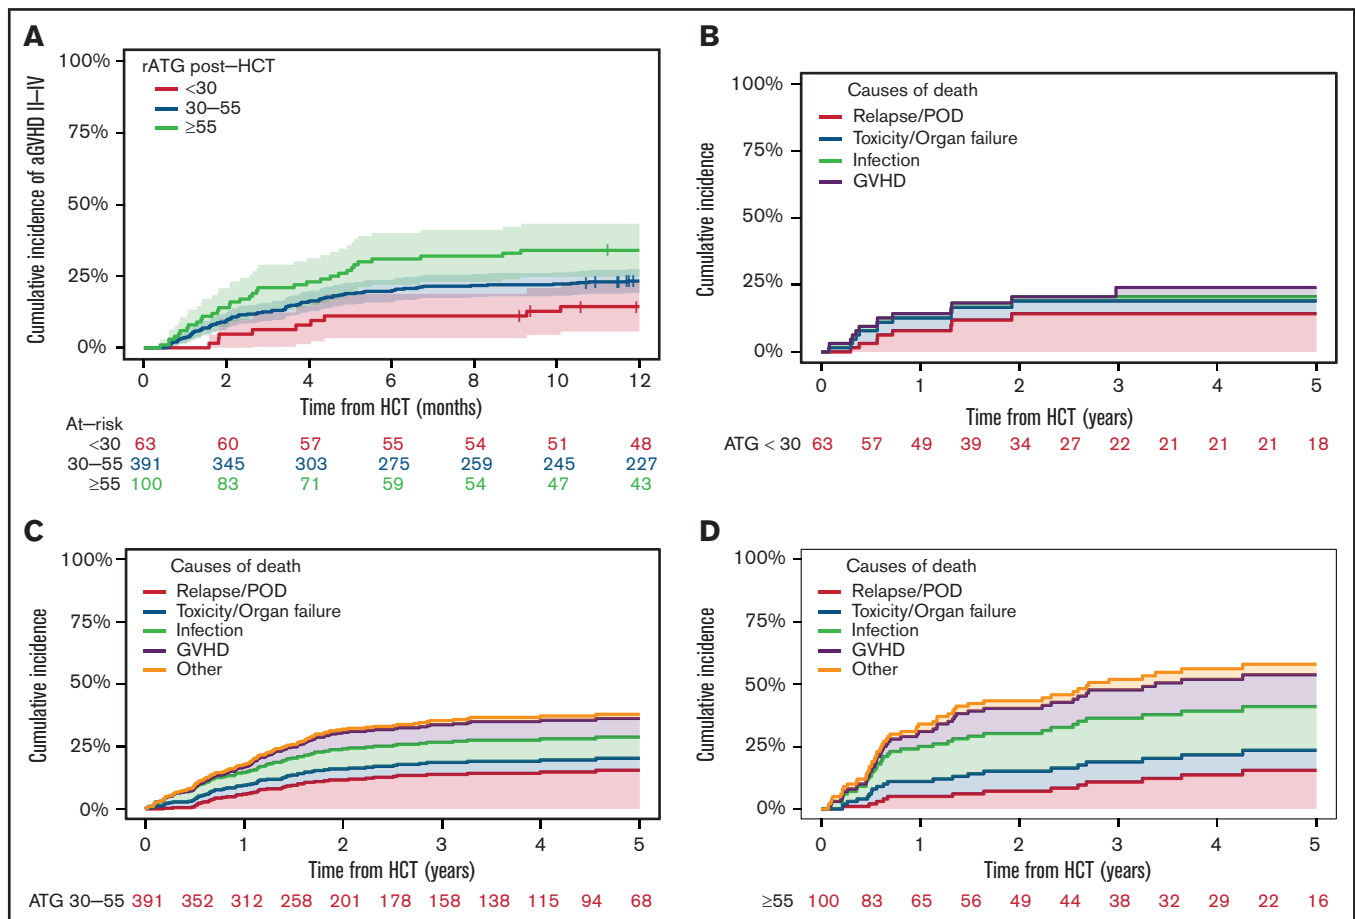 A
Cumulative incidence of aGVHD II–IV
100%
75%
50%
25%
0%
rATG post–HCT
<30
30–55
≥55
0 2 4 6 8 10 12
Time from HCT (months)
At–risk
<30 63 60 57 55 54 51 48
30–55 391 345 303 275 259 245 227
≥55 100 83 71 59 54 47 43
B
Cumulative incidence
100%
75%
50%
25%
0%
Causes of death
Relapse/POD
Toxicity/Organ failure
Infection
GVHD
0 1 2 3 4 5
Time from HCT (years)
ATG < 30 63 57 49 39 34 27 22 21 21 21 18
C
Cumulative incidence
100%
75%
50%
25%
0%
Causes of death
Relapse/POD
Toxicity/Organ failure
Infection
GVHD
Other
0 1 2 3 4 5
Time from HCT (years)
ATG 30–55 391 352 312 258 201 178 158 138 115 94 68
D
Cumulative incidence
100%
75%
50%
25%
0%
Causes of death
Relapse/POD
Toxicity/Organ failure
Infection
GVHD
Other
0 1 2 3 4 5
Time from HCT (years)
≥55 100 83 65 56 49 44 38 32 29 22 16